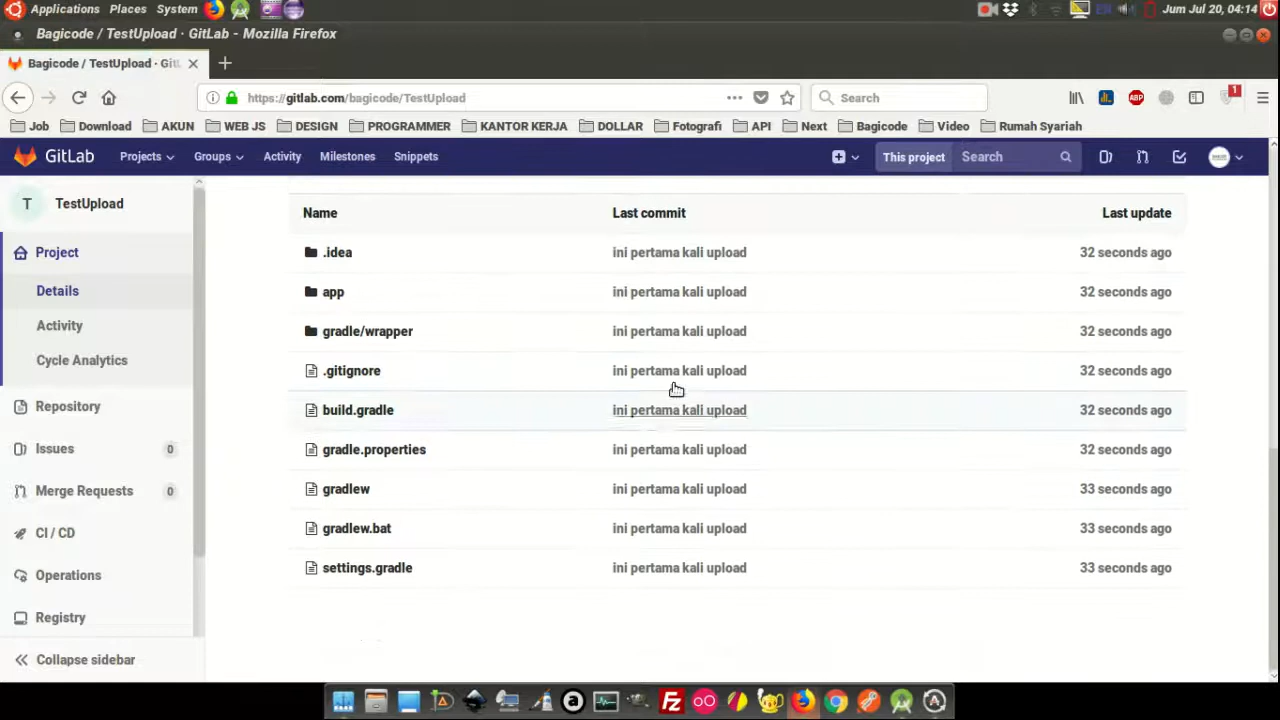 Applications Places System
Jum Jul 20, 04:14
Bagicode / TestUpload · GitLab - Mozilla Firefox
Bagicode / TestUpload · Git
https://gitlab.com/bagicode/TestUpload
Search
1
Job Download AKUN WEB JS DESIGN PROGRAMMER KANTOR KERJA DOLLAR Fotografi API Next Bagicode Video Rumah Syariah
GitLab Projects Groups Activity Milestones Snippets This project Search
T TestUpload
Project
Details
Activity
Cycle Analytics
Repository
Issues 0
Merge Requests 0
CI / CD
Operations
Registry
Collapse sidebar
Name Last commit Last update
.idea ini pertama kali upload 32 seconds ago
app ini pertama kali upload 32 seconds ago
gradle/wrapper ini pertama kali upload 32 seconds ago
.gitignore ini pertama kali upload 32 seconds ago
build.gradle ini pertama kali upload 32 seconds ago
gradle.properties ini pertama kali upload 32 seconds ago
gradlew ini pertama kali upload 33 seconds ago
gradlew.bat ini pertama kali upload 33 seconds ago
settings.gradle ini pertama kali upload 33 seconds ago